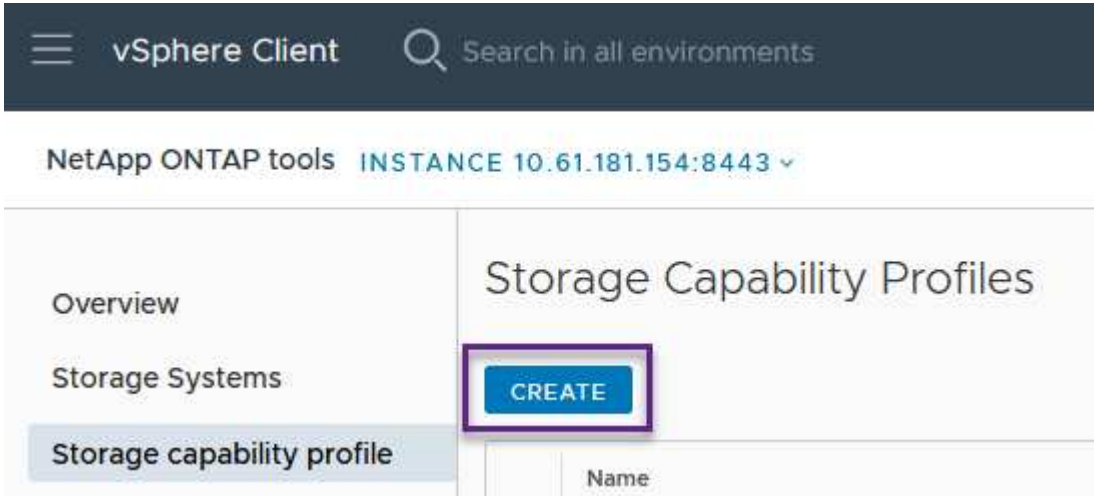 vSphere Client Search in all environments
NetApp ONTAP tools INSTANCE 10.61.181.154:8443
Storage Capability Profiles
Overview
Storage Systems
CREATE
Storage capability profile
Name